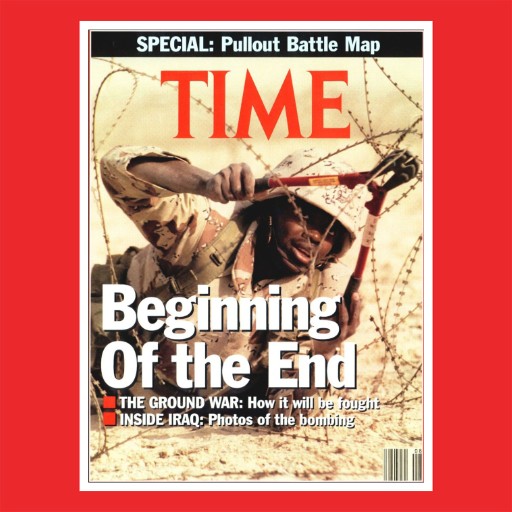 SPECIAL: Pullout Battle Map
TIME
Beginning
Of the End
THE GROUND WAR: How it will be fought
INSIDE IRAQ: Photos of the bombing
08